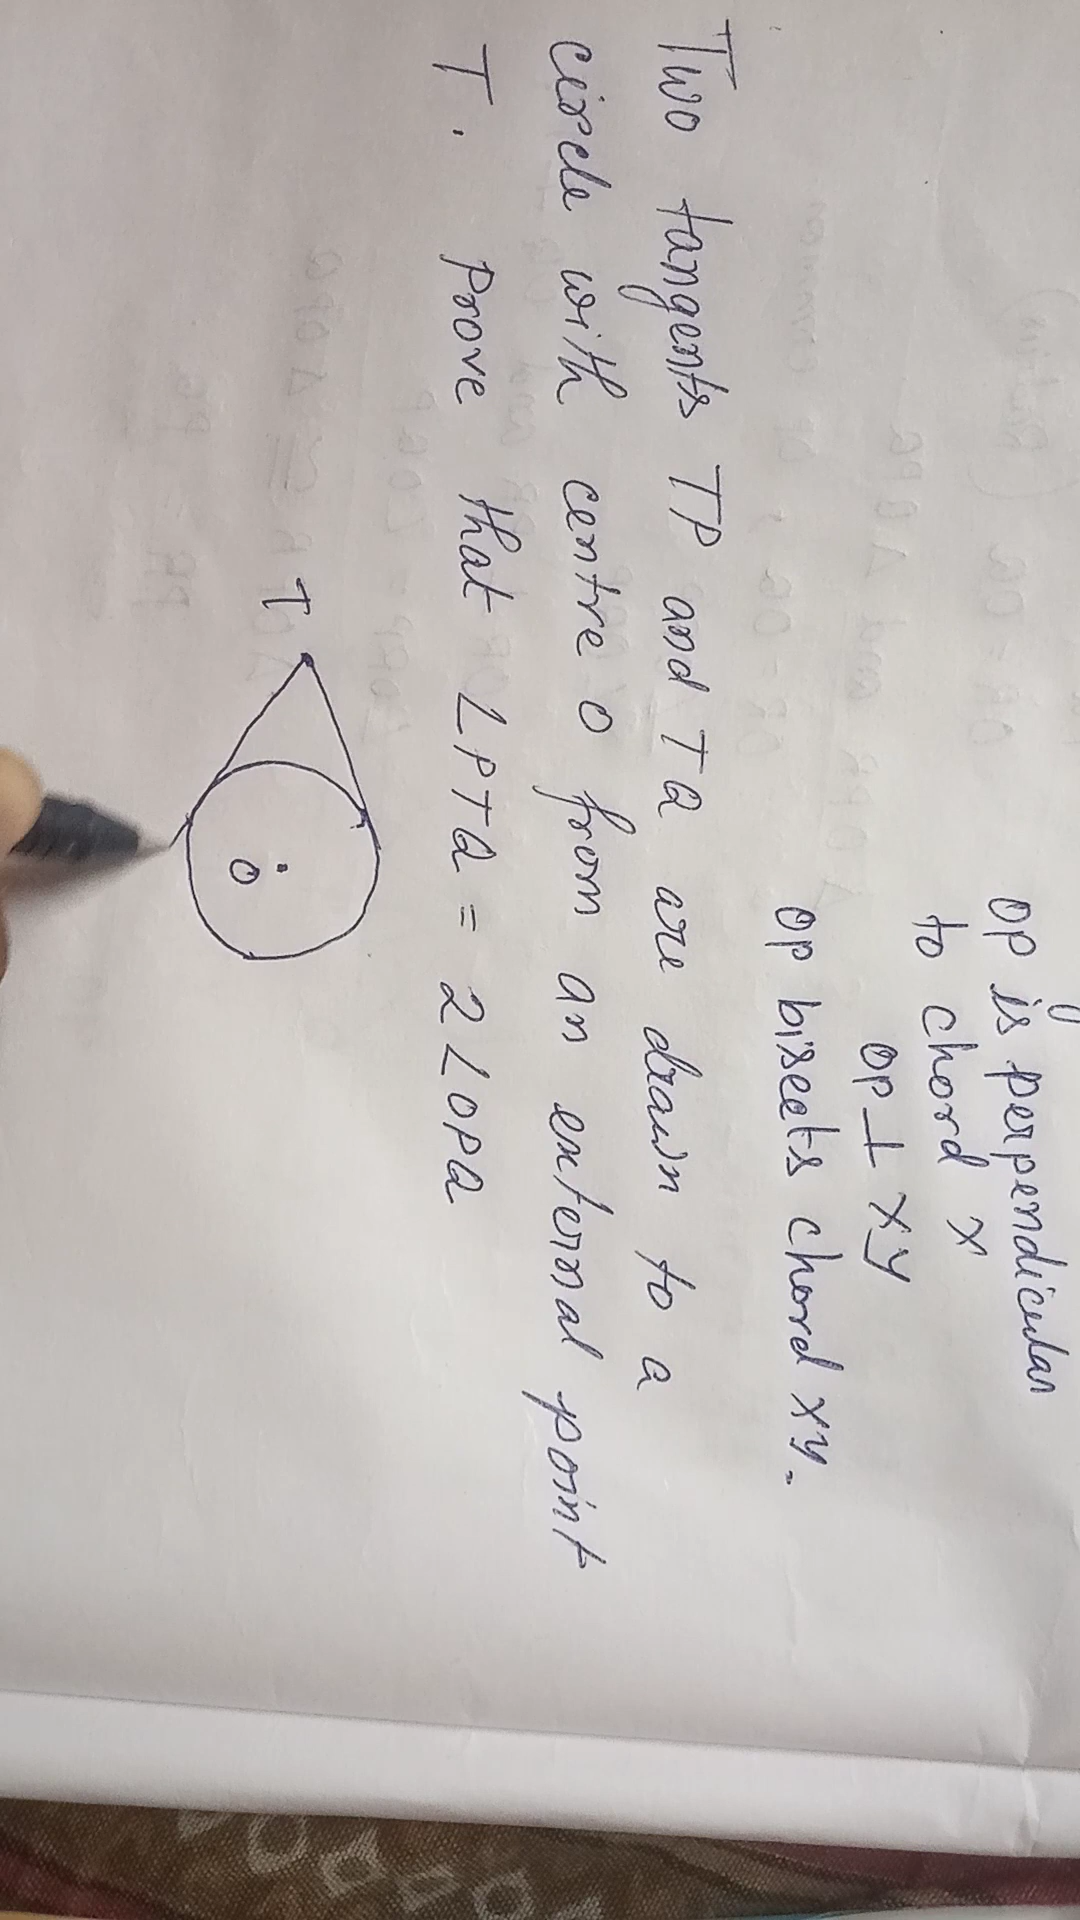 OP is perpendicular
to chord x
OP ⊥ XY
OP bisects chord XY.
Two tangents TP and TQ are drawn to a
circle with centre O from an external point
T. prove that ∠PTQ = 2∠OPQ
T
O